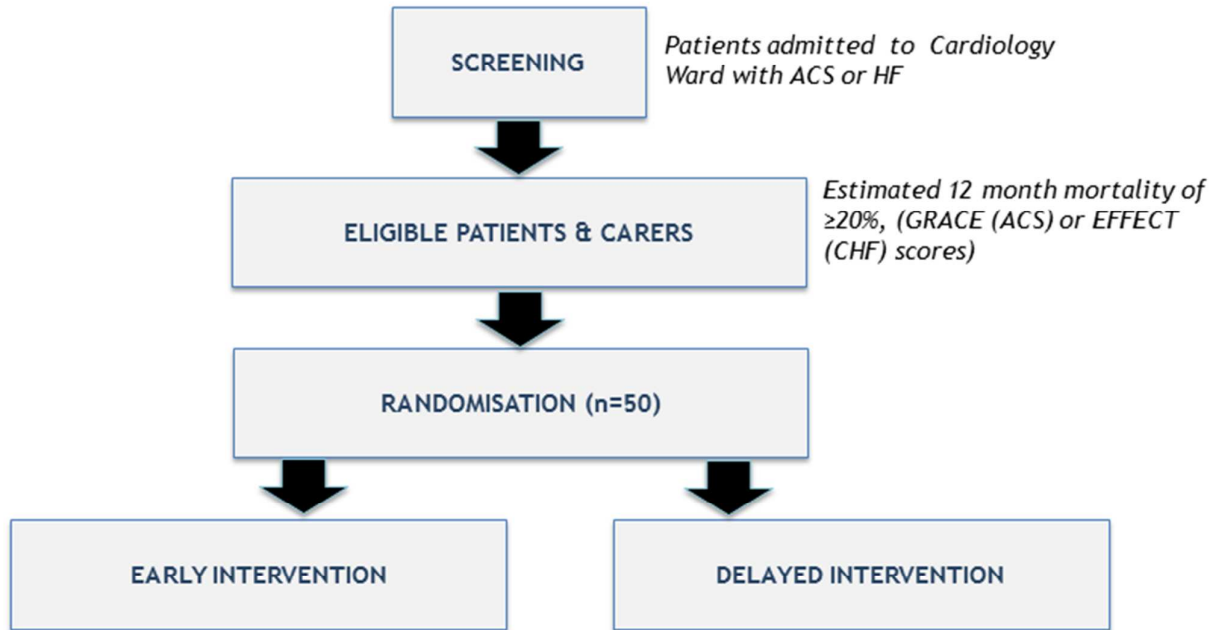 SCREENING
Patients admitted to Cardiology
Ward with ACS or HF
ELIGIBLE PATIENTS & CARERS
Estimated 12 month mortality of
≥20%, (GRACE (ACS) or EFFECT
(CHF) scores)
RANDOMISATION (n=50)
EARLY INTERVENTION
DELAYED INTERVENTION